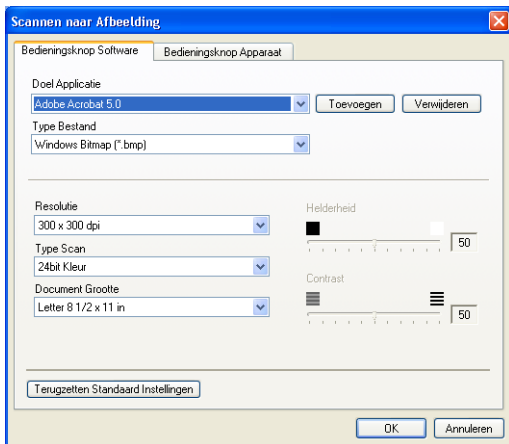 Scannen naar Afbeelding
Bedieningsknop Software
Bedieningsknop Apparaat
Doel Applicatie
Adobe Acrobat 5.0
Toevoegen
Verwijderen
Type Bestand
Windows Bitmap (*.bmp)
Resolutie
300 x 300 dpi
Type Scan
24bit Kleur
Document Grootte
Letter 8 1/2 x 11 in
Helderheid
50
Contrast
50
Terugzetten Standaard Instellingen
OK
Annuleren